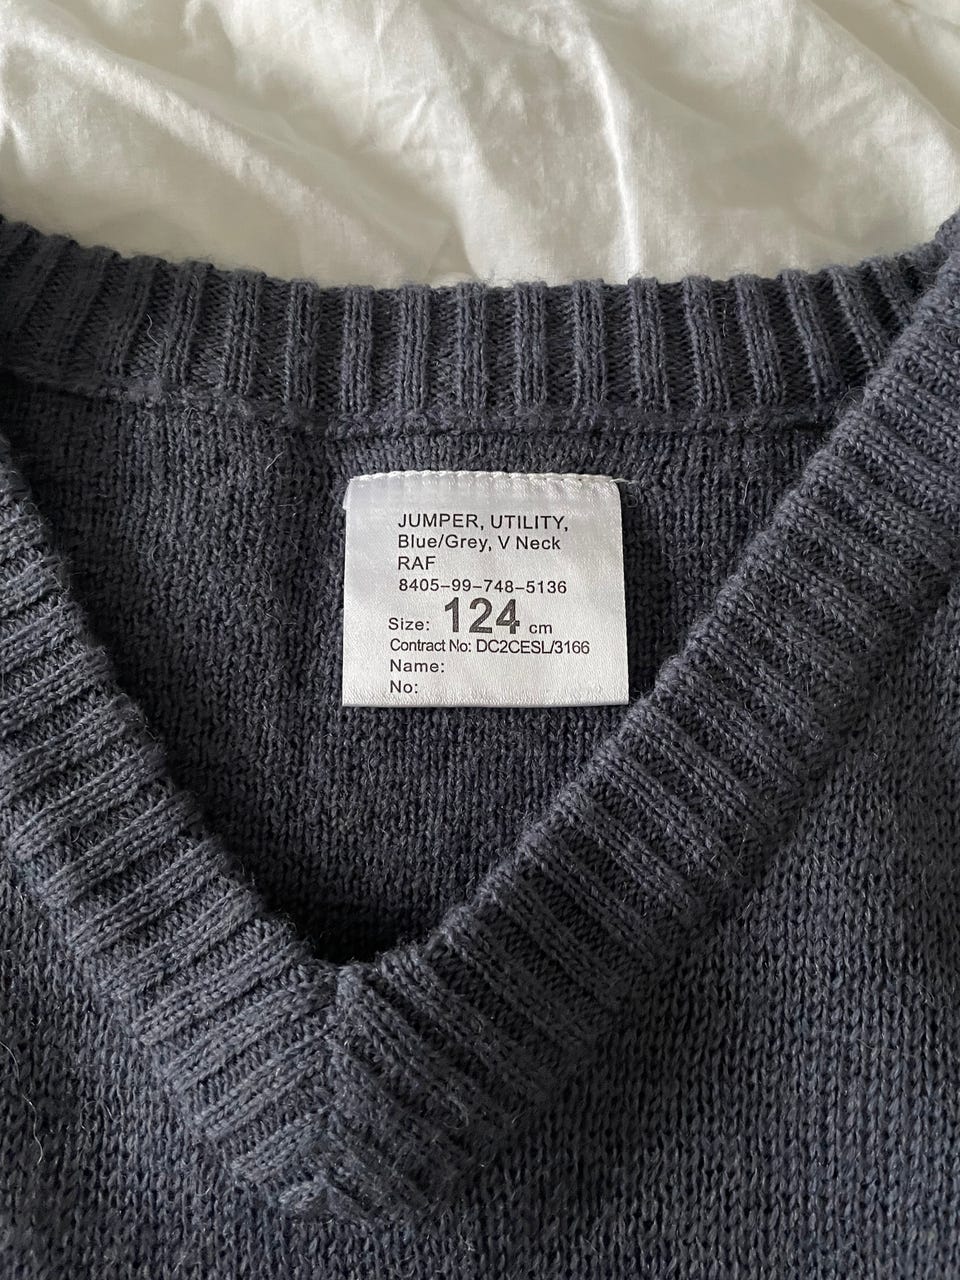 JUMPER, UTILITY,
Blue/Grey, V Neck
RAF
8405-99-748-5136
Size: 124 cm
Contract No: DC2CESL/3166
Name:
No: